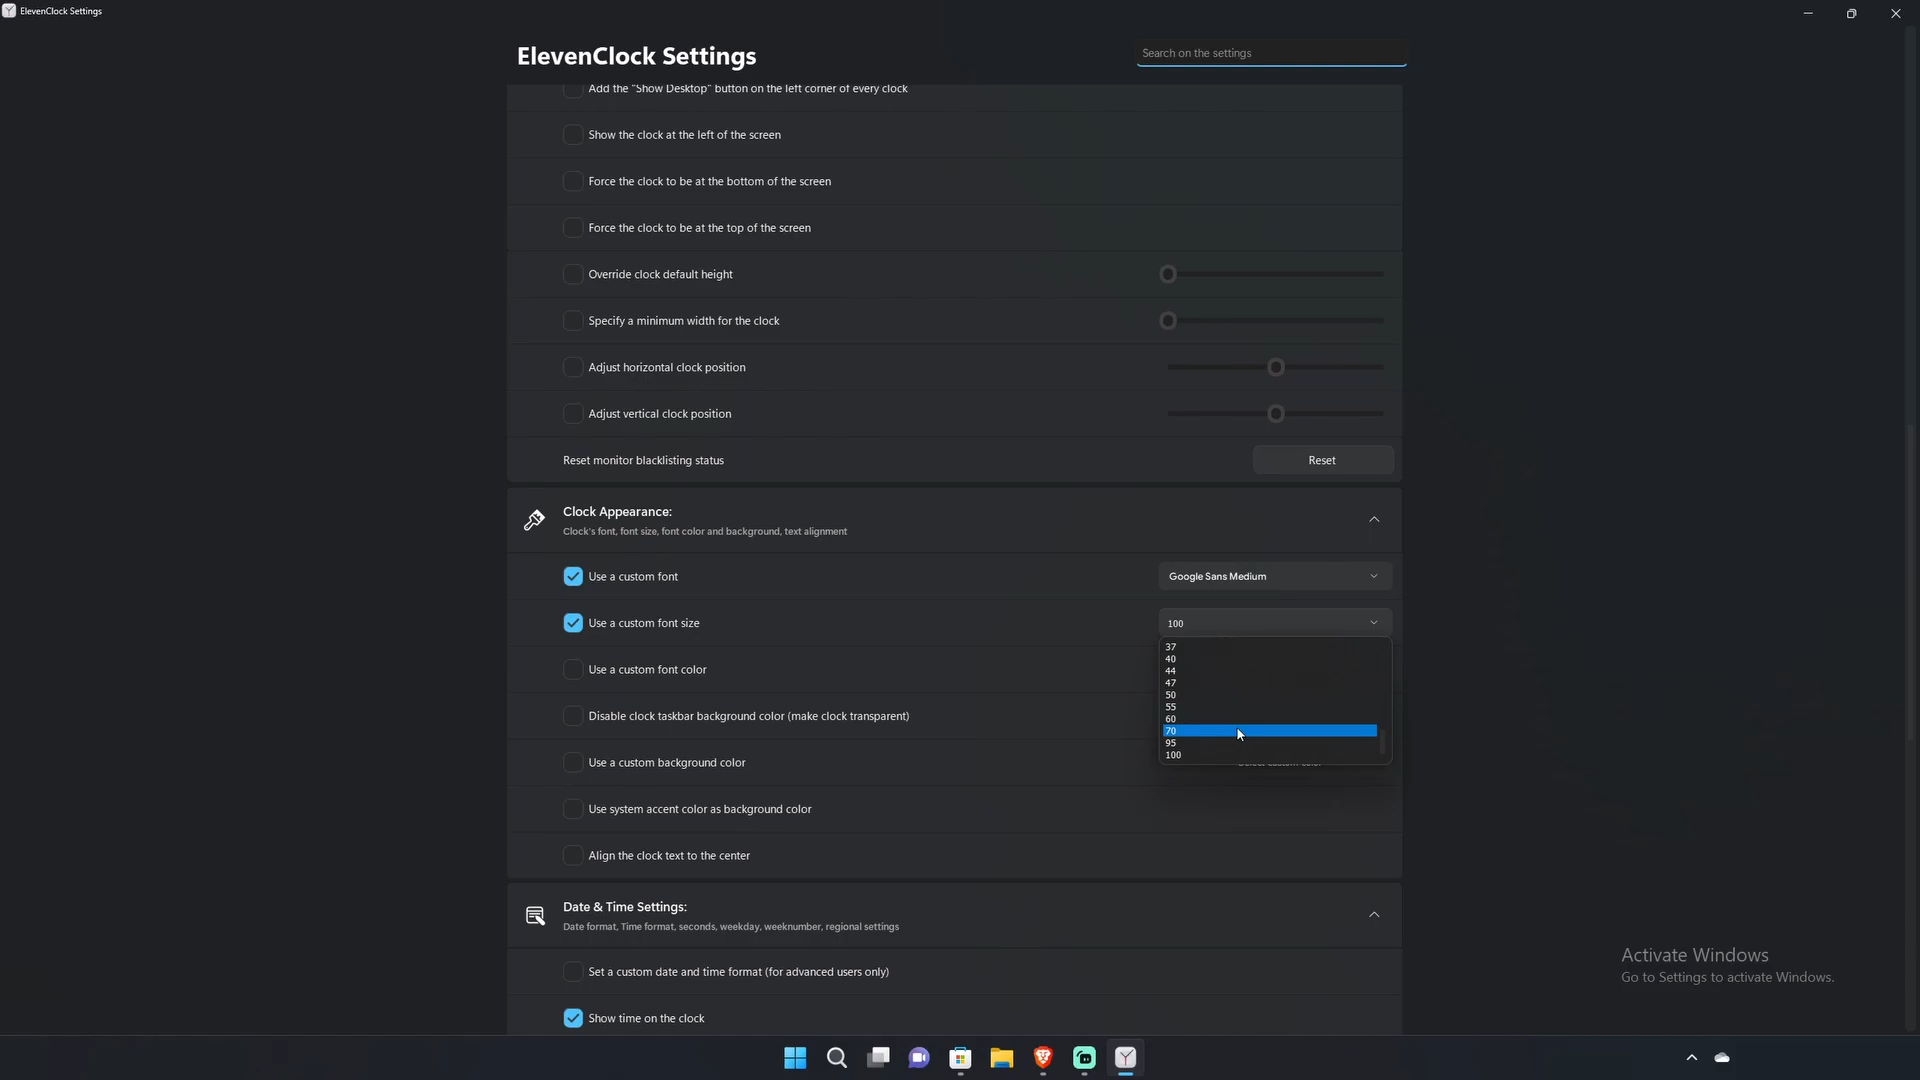 ElevenClock Settings
ElevenClock Settings
Search on the settings
Add the "Show Desktop" button on the left corner of every clock
Show the clock at the left of the screen
Force the clock to be at the bottom of the screen
Force the clock to be at the top of the screen
Override clock default height
Specify a minimum width for the clock
Adjust horizontal clock position
Adjust vertical clock position
Reset monitor blacklisting status
Reset
Clock Appearance:
Clock's font, font size, font color and background, text alignment
Use a custom font
Google Sans Medium
Use a custom font size
100
37
40
44
47
50
55
60
70
95
100
Use a custom font color
Disable clock taskbar background color (make clock transparent)
Use a custom background color
Use system accent color as background color
Align the clock text to the center
Date & Time Settings:
Date format, Time format, seconds, weekday, weeknumber, regional settings
Set a custom date and time format (for advanced users only)
Show time on the clock
Activate Windows
Go to Settings to activate Windows.